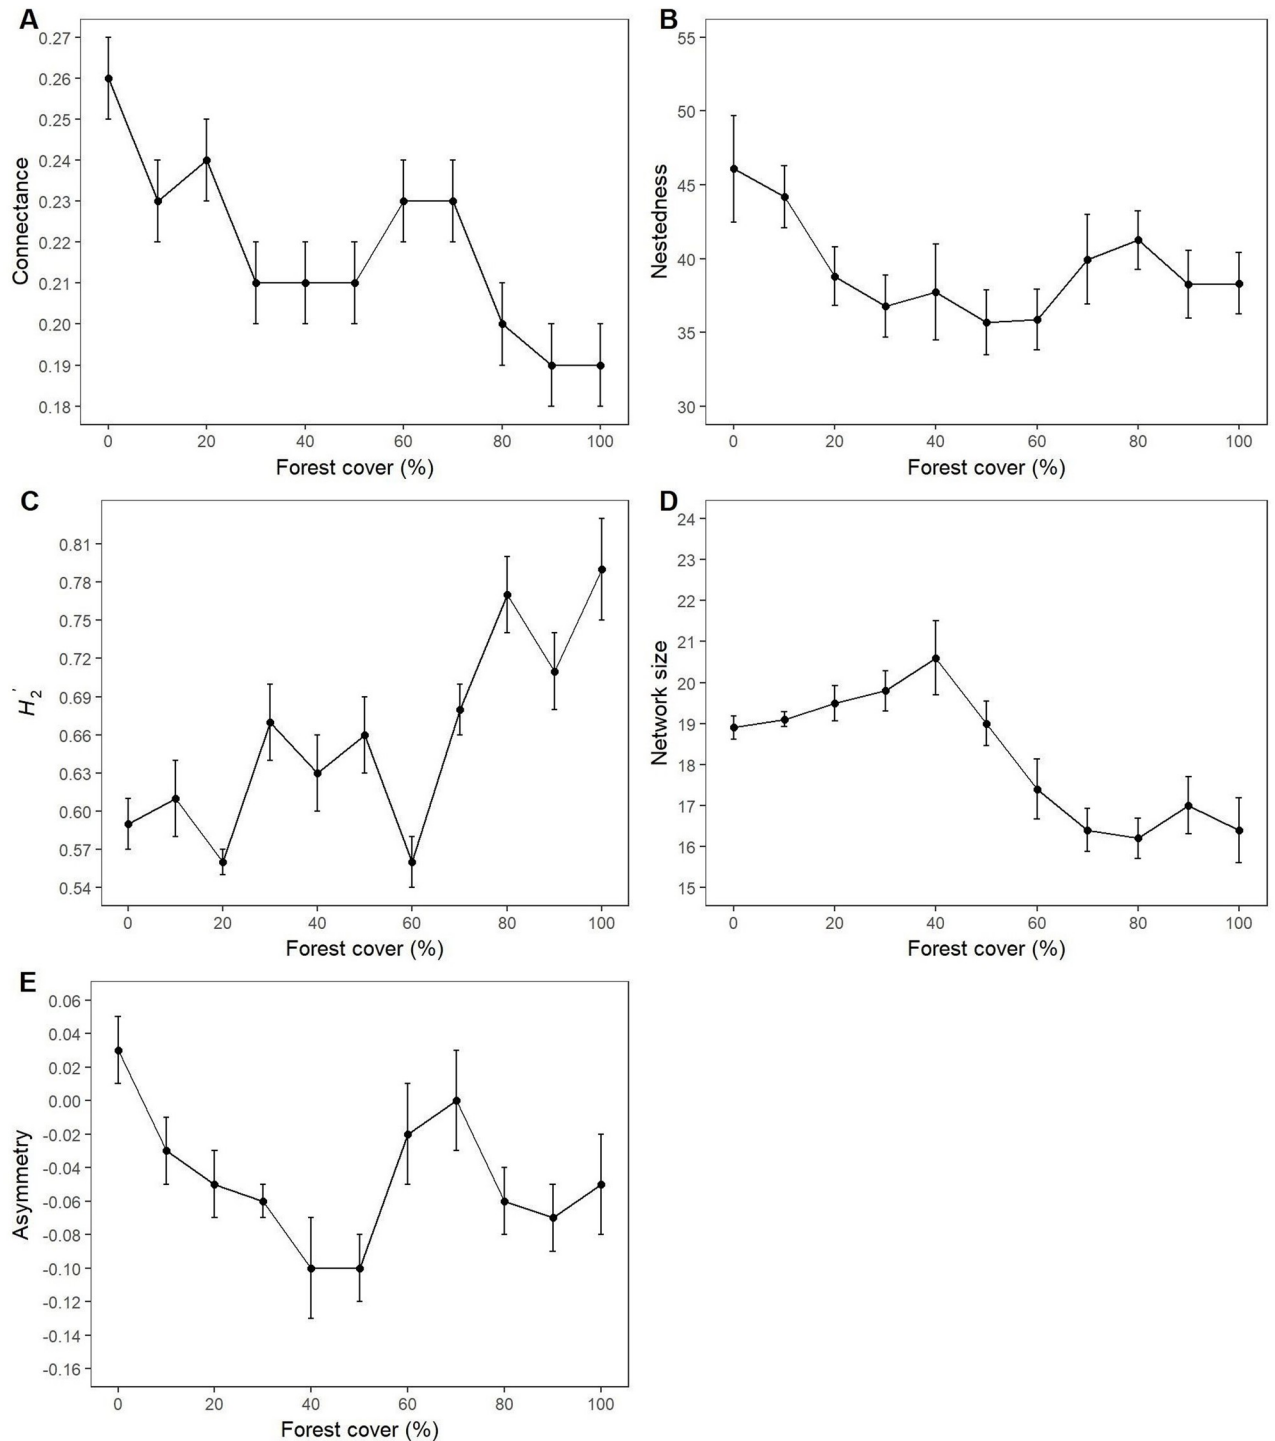 A
0.27
0.26
0.25
0.24
0.23
0.22
0.21
0.20
0.19
0.18
Connectance
0 20 40 60 80 100
Forest cover (%)
B
55
50
45
40
35
30
Nestedness
0 20 40 60 80 100
Forest cover (%)
C
0.81
0.78
0.75
0.72
0.69
0.66
0.63
0.60
0.57
0.54
H2′
0 20 40 60 80 100
Forest cover (%)
D
24
23
22
21
20
19
18
17
16
15
Network size
0 20 40 60 80 100
Forest cover (%)
E
0.06
0.04
0.02
0.00
-0.02
-0.04
-0.06
-0.08
-0.10
-0.12
-0.14
-0.16
Asymmetry
0 20 40 60 80 100
Forest cover (%)